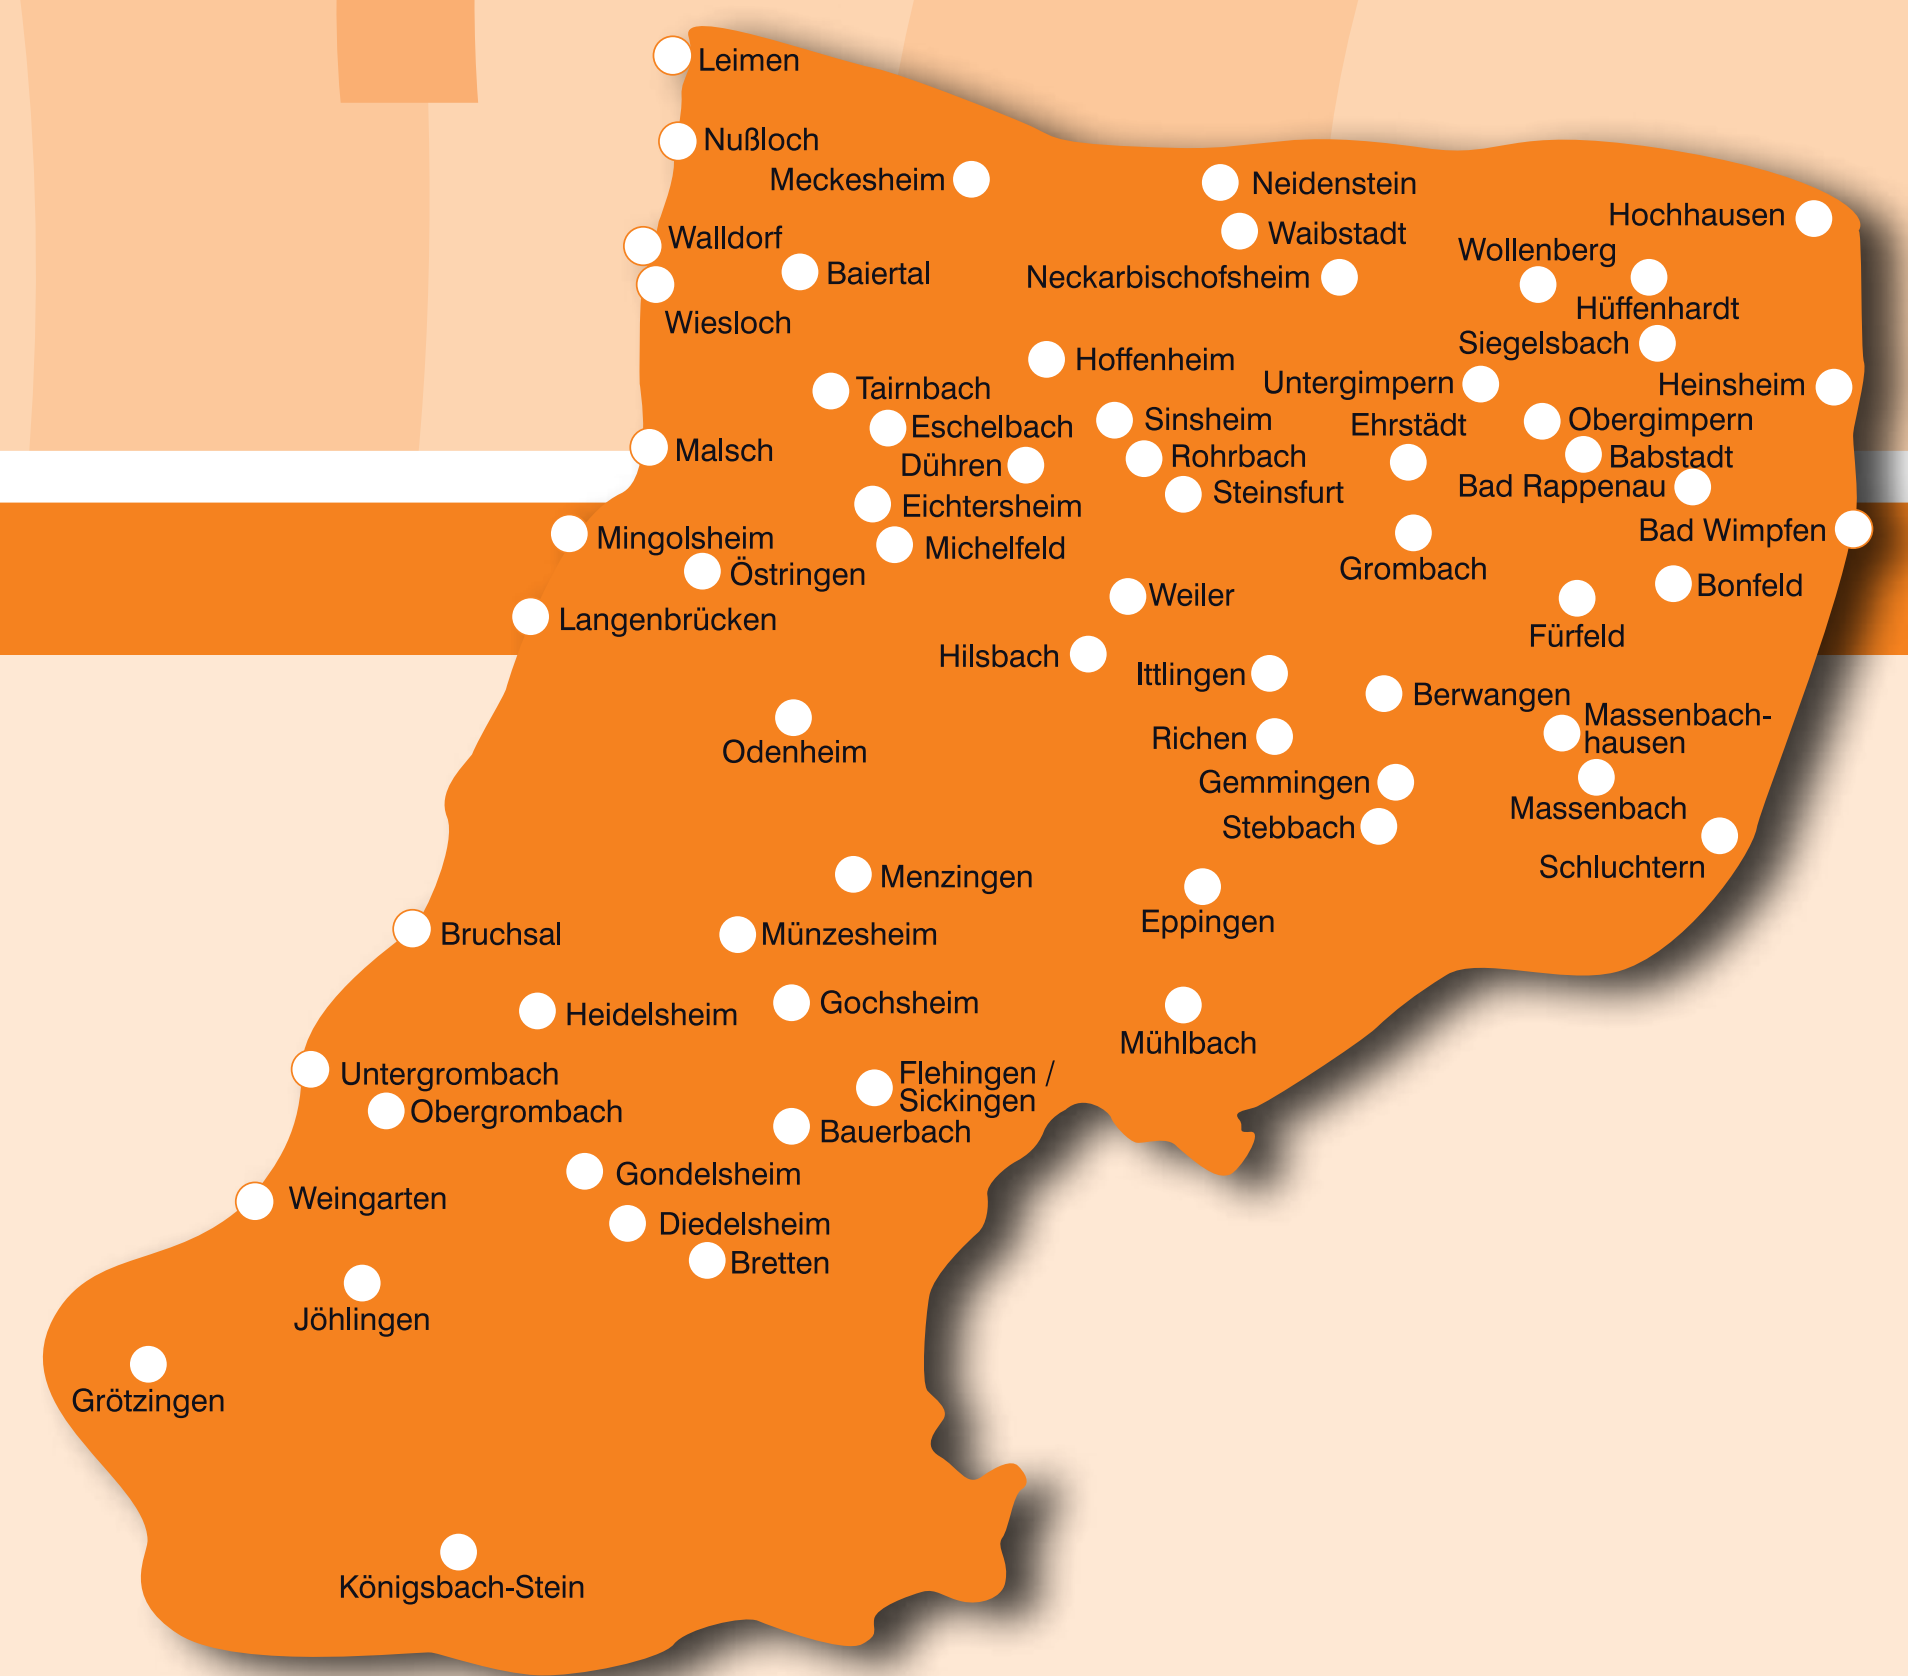 Leimen
Nußloch
Meckesheim
Neidenstein
Hochhausen
Walldorf
Waibstadt
Wollenberg
Baiertal
Neckarbischofsheim
Hüffenhardt
Wiesloch
Siegelsbach
Hoffenheim
Untergimpern
Heinsheim
Tairnbach
Sinsheim
Obergimpern
Eschelbach
Ehrstädt
Malsch
Dühren
Rohrbach
Babstadt
Steinsfurt
Bad Rappenau
Eichtersheim
Mingolsheim
Bad Wimpfen
Michelfeld
Östringen
Grombach
Bonfeld
Weiler
Langenbrücken
Fürfeld
Hilsbach
Ittlingen
Berwangen
Massenbach-
hausen
Odenheim
Richen
Gemmingen
Massenbach
Stebbach
Schluchtern
Menzingen
Eppingen
Bruchsal
Münzesheim
Heidelsheim
Gochsheim
Mühlbach
Untergrombach
Flehingen /
Sickingen
Obergrombach
Bauerbach
Gondelsheim
Weingarten
Diedelsheim
Bretten
Jöhlingen
Grötzingen
Königsbach-Stein